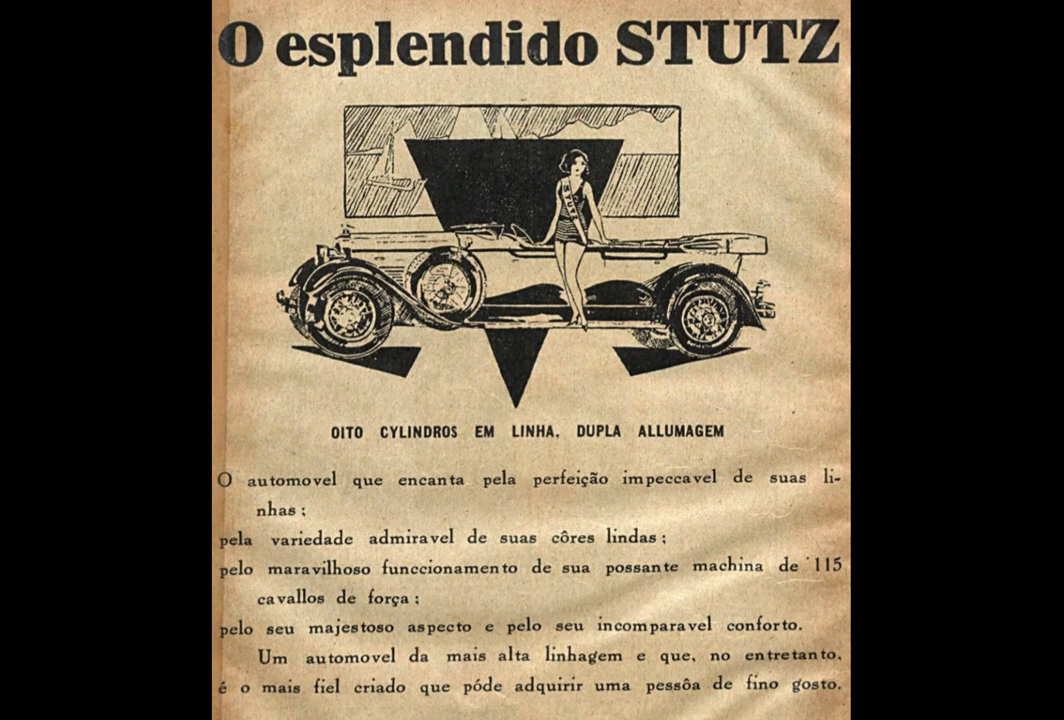 O esplendido STUTZ
STUTZ
OITO CYLINDROS EM LINHA, DUPLA ALLUMAGEM
O automovel que encanta pela perfeição impeccavel de suas li-
nhas ;
pela variedade admiravel de suas côres lindas ;
pelo maravilhoso funccionamento de sua possante machina de 115
cavallos de força ;
pelo seu majestoso aspecto e pelo seu incomparavel conforto.
Um automovel da mais alta linhagem e que, no entretanto,
é o mais fiel criado que póde adquirir uma pessôa de fino gosto.